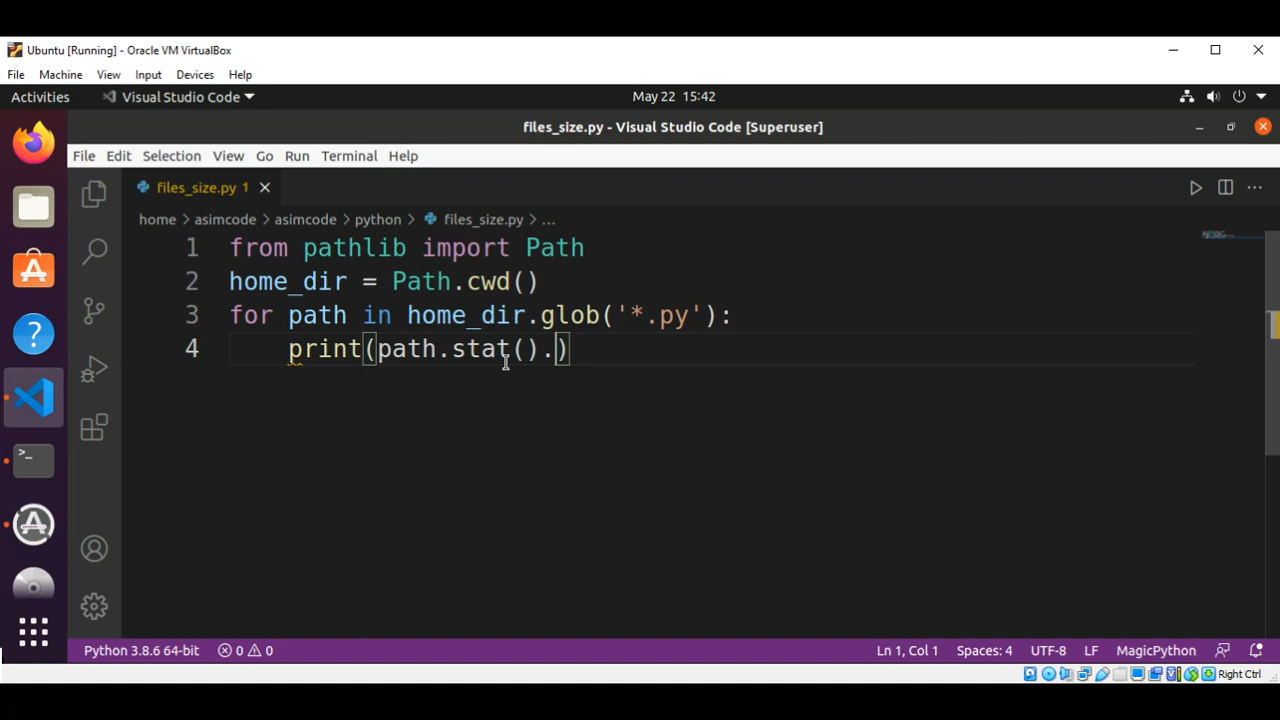 Ubuntu [Running] - Oracle VM VirtualBox
File Machine View Input Devices Help
Activities Visual Studio Code May 22 15:42
files_size.py - Visual Studio Code [Superuser]
File Edit Selection View Go Run Terminal Help
files_size.py 1
home > asimcode > asimcode > python > files_size.py > ...
1 from pathlib import Path
2 home_dir = Path.cwd()
3 for path in home_dir.glob('*.py'):
4 print(path.stat().)
Python 3.8.6 64-bit 0 0 Ln 1, Col 1 Spaces: 4 UTF-8 LF MagicPython
Right Ctrl